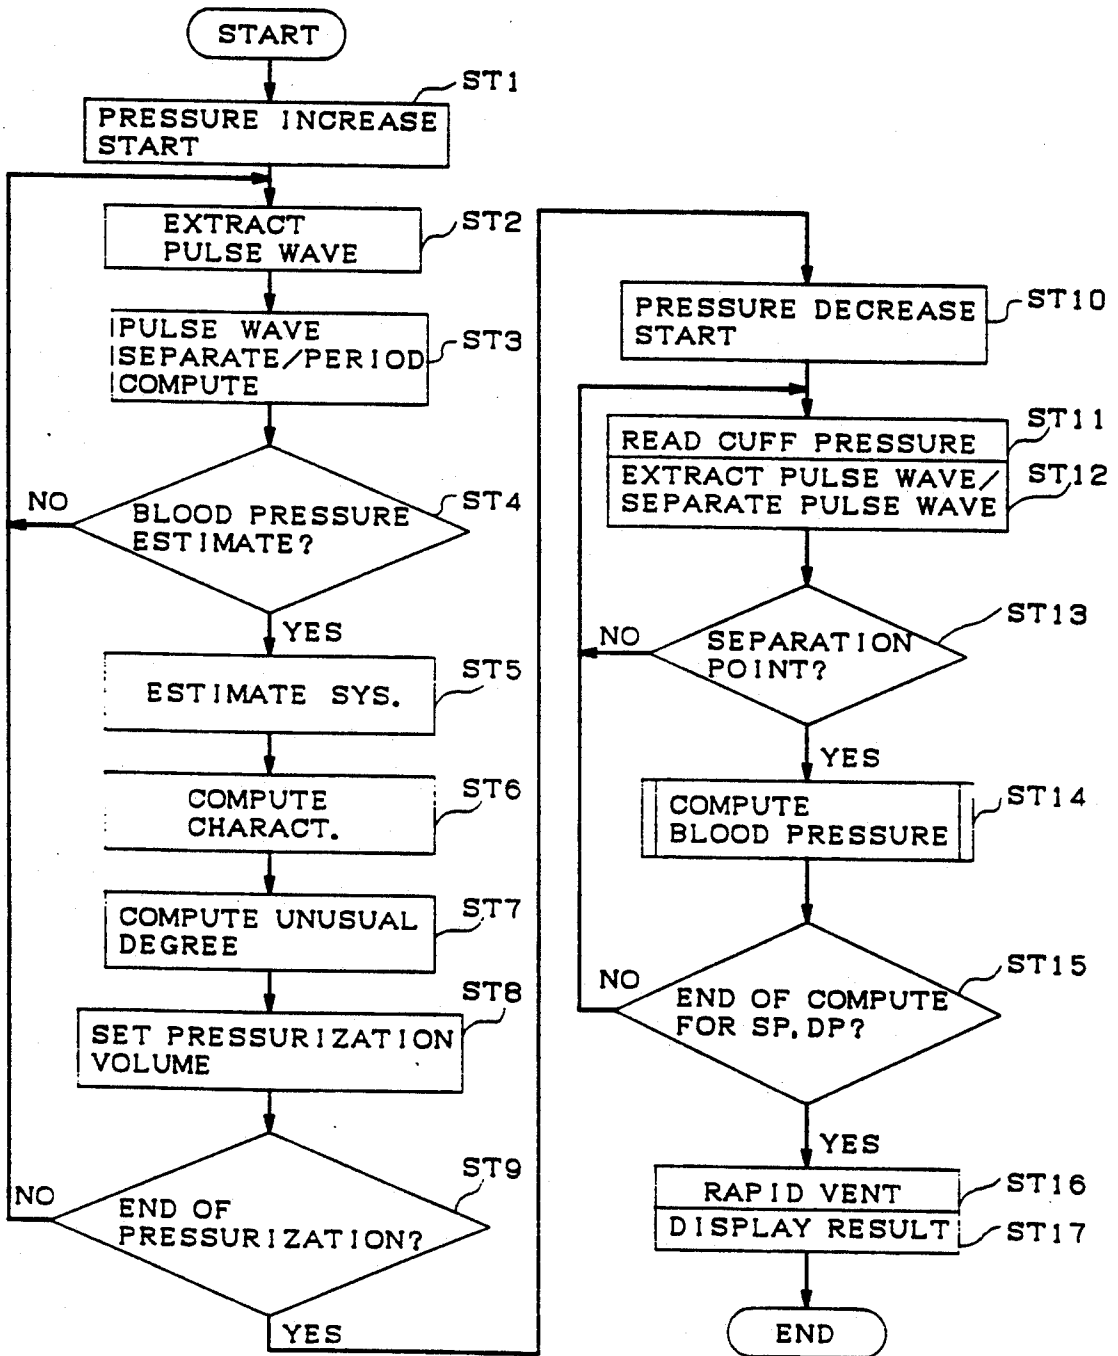 START
ST1
PRESSURE INCREASE
START
EXTRACT
PULSE WAVE
ST2
PULSE WAVE
SEPARATE/PERIOD
COMPUTE
ST3
NO
BLOOD PRESSURE
ESTIMATE?
ST4
YES
ESTIMATE SYS.
ST5
COMPUTE
CHARACT.
ST6
COMPUTE UNUSUAL
DEGREE
ST7
SET PRESSURIZATION
VOLUME
ST8
NO
END OF
PRESSURIZATION?
ST9
YES
PRESSURE DECREASE
START
ST10
READ CUFF PRESSURE
ST11
EXTRACT PULSE WAVE/
SEPARATE PULSE WAVE
ST12
NO
SEPARATION
POINT?
ST13
YES
COMPUTE
BLOOD PRESSURE
ST14
NO
END OF COMPUTE
FOR SP.DP?
ST15
YES
RAPID VENT
ST16
DISPLAY RESULT
ST17
END